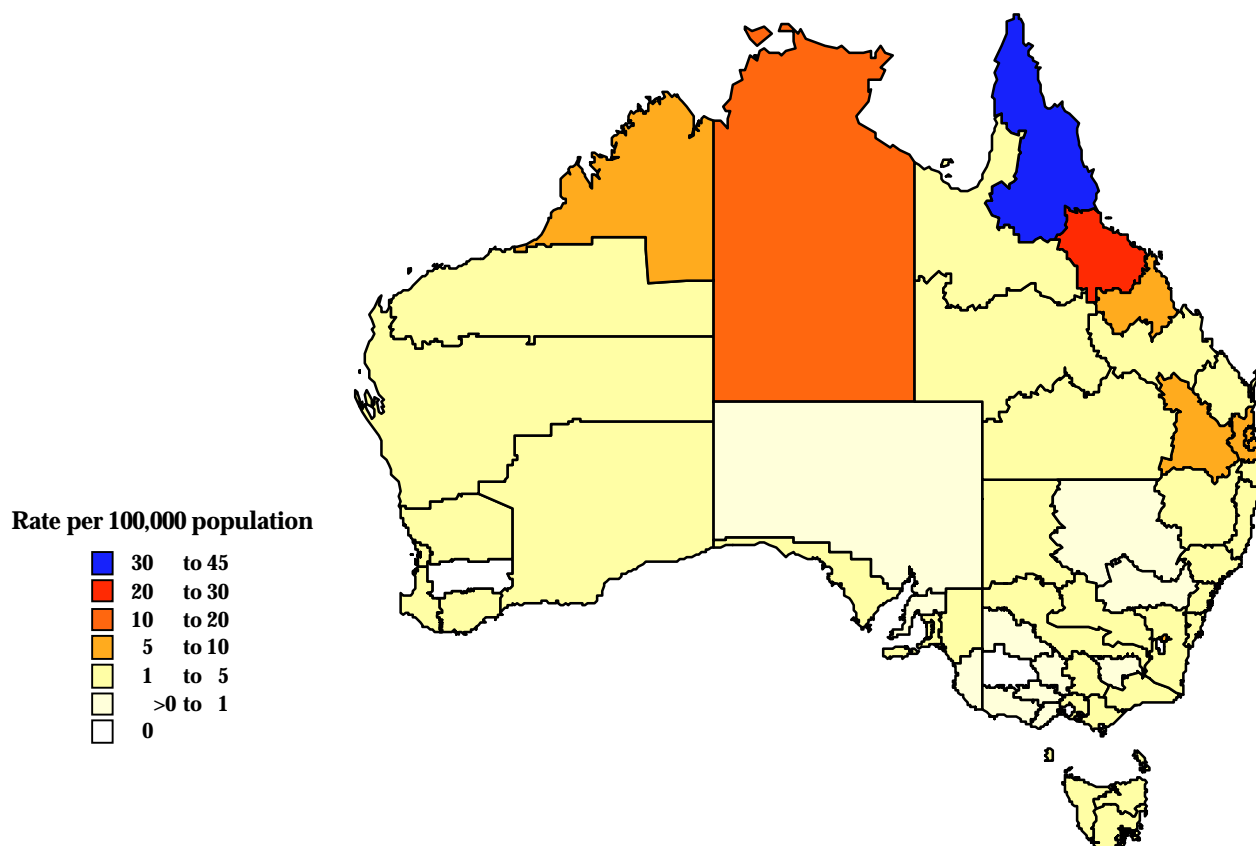 Rate per 100,000 population
30 to 45
20 to 30
10 to 20
5 to 10
1 to 5
>0 to 1
0